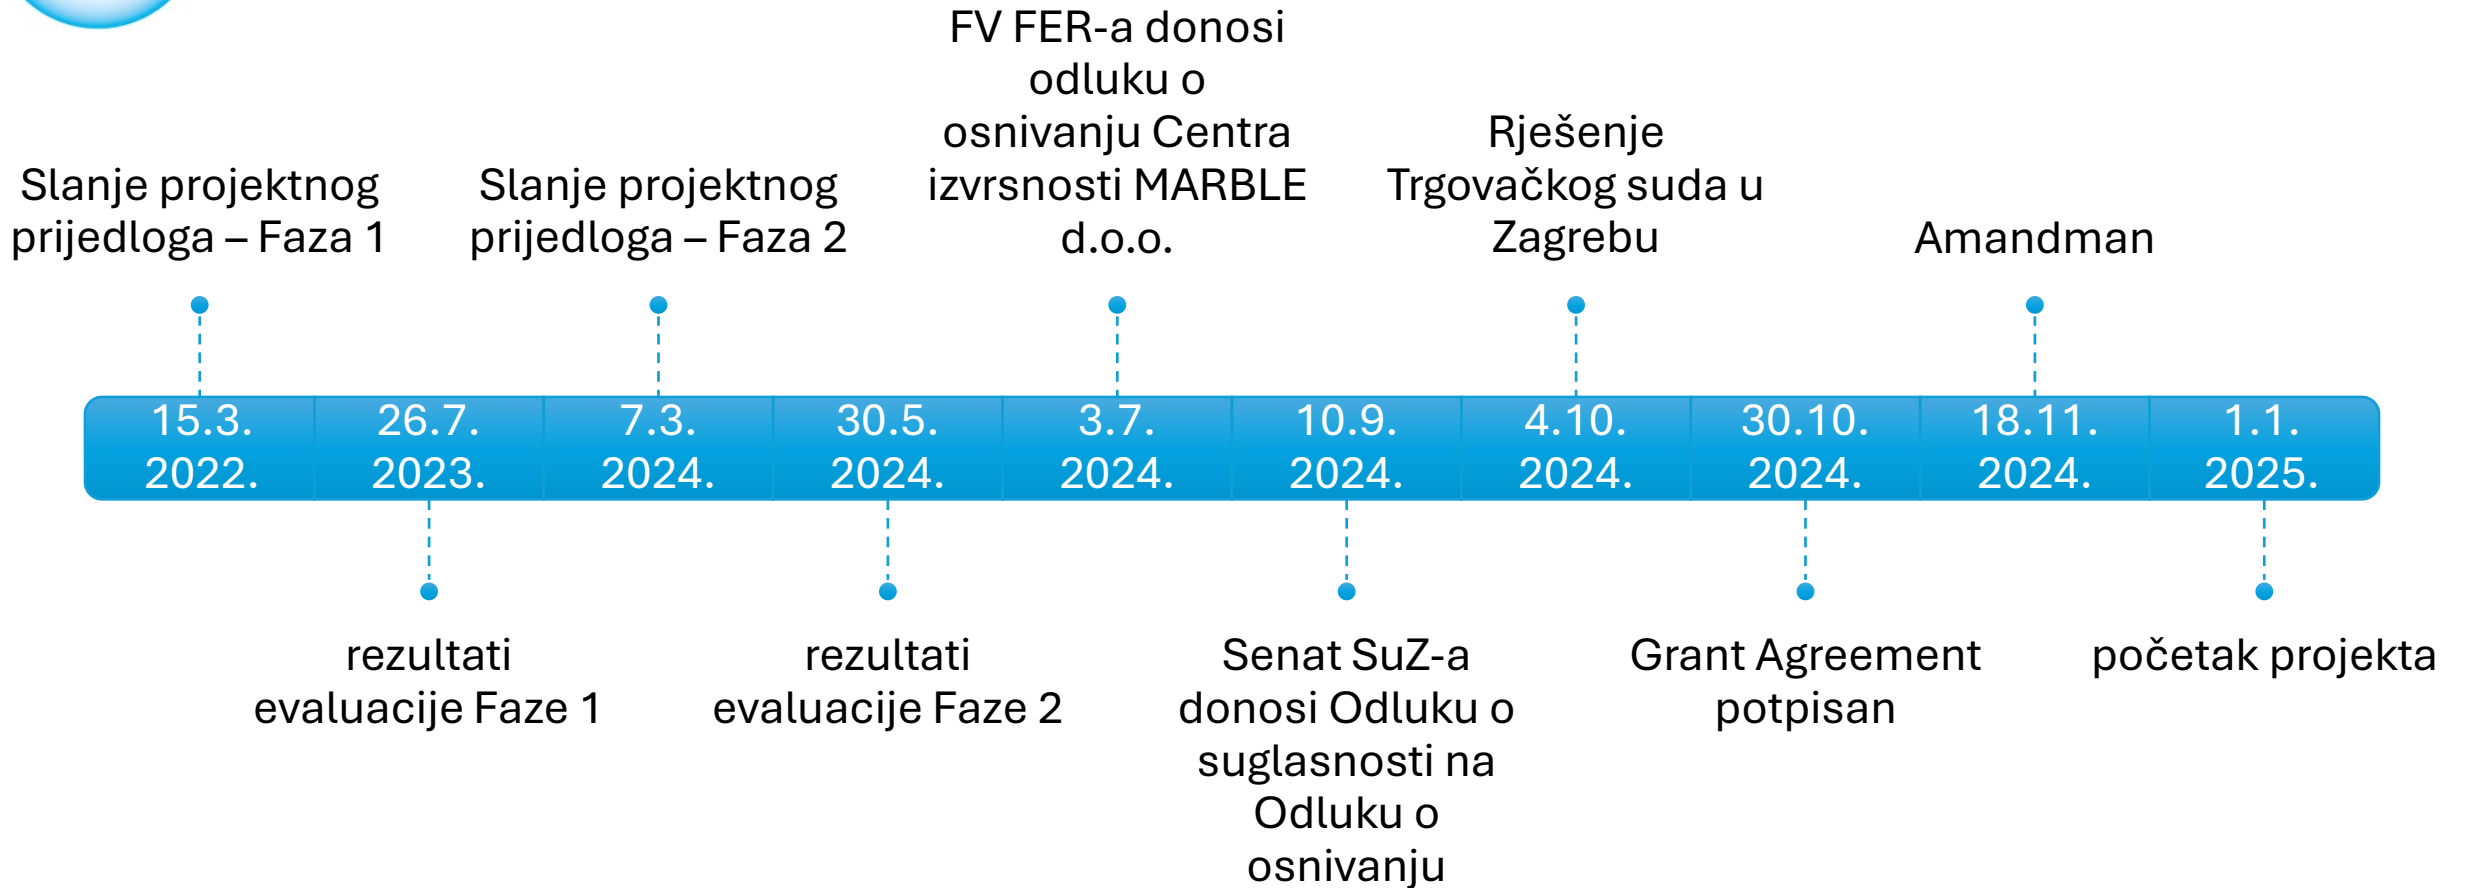 FV FER-a donosi
odluku o
osnivanju Centra
izvrsnosti MARBLE
d.o.o.
Rješenje
Trgovačkog suda u
Zagrebu
Slanje projektnog
prijedloga – Faza 1
Slanje projektnog
prijedloga – Faza 2
Amandman
15.3.
2022.
26.7.
2023.
7.3.
2024.
30.5.
2024.
3.7.
2024.
10.9.
2024.
4.10.
2024.
30.10.
2024.
18.11.
2024.
1.1.
2025.
rezultati
evaluacije Faze 1
rezultati
evaluacije Faze 2
Senat SuZ-a
donosi Odluku o
suglasnosti na
Odluku o
osnivanju
Grant Agreement
potpisan
početak projekta